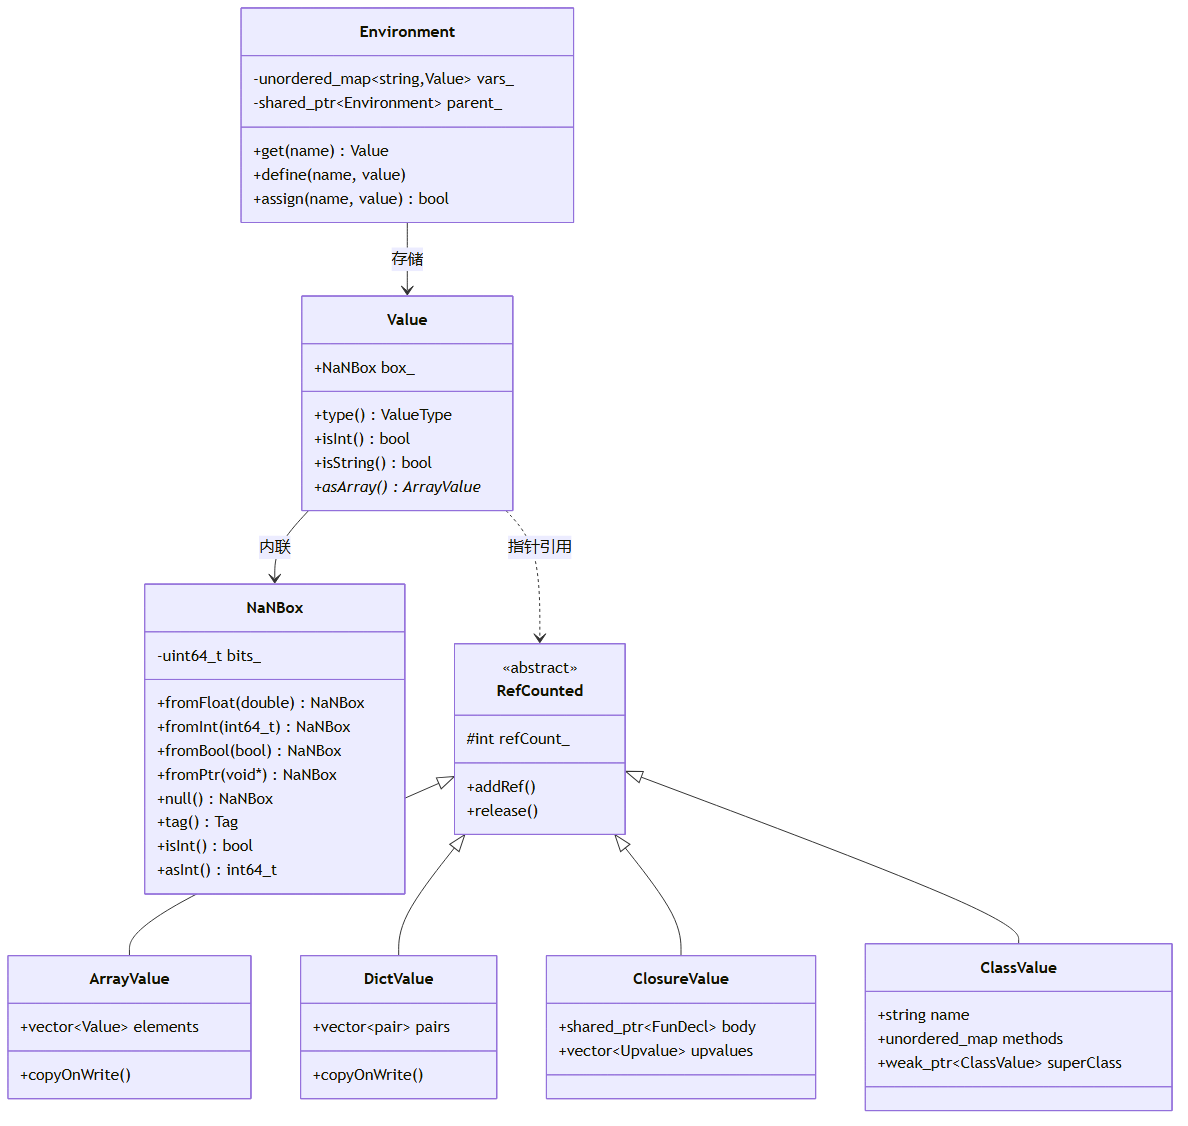 Environment
-unordered_map<string,Value> vars_
-shared_ptr<Environment> parent_
+get(name) : Value
+define(name, value)
+assign(name, value) : bool
存储
Value
+NaNBox box_
+type() : ValueType
+isInt() : bool
+isString() : bool
+asArray() : ArrayValue
内联
指针引用
NaNBox
-uint64_t bits_
+fromFloat(double) : NaNBox
+fromInt(int64_t) : NaNBox
+fromBool(bool) : NaNBox
+fromPtr(void*) : NaNBox
+null() : NaNBox
+tag() : Tag
+isInt() : bool
+asInt() : int64_t
«abstract»
RefCounted
#int refCount_
+addRef()
+release()
ArrayValue
+vector<Value> elements
+copyOnWrite()
DictValue
+vector<pair> pairs
+copyOnWrite()
ClosureValue
+shared_ptr<FunDecl> body
+vector<Upvalue> upvalues
ClassValue
+string name
+unordered_map methods
+weak_ptr<ClassValue> superClass